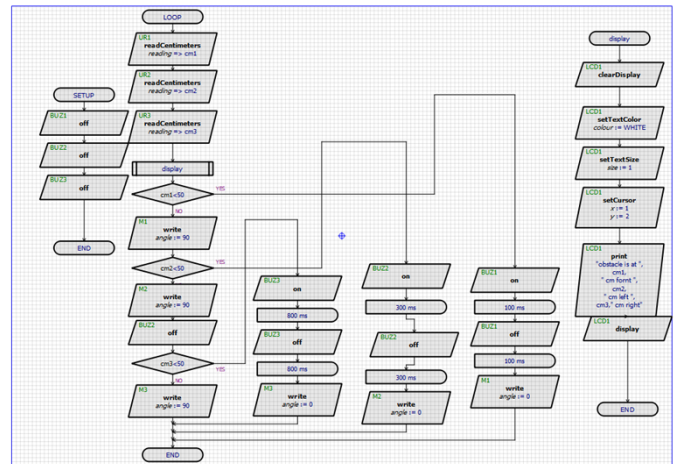 SETUP
BUZ1
off
BUZ2
off
BUZ3
off
END
LOOP
UR1
readCentimeters
reading => cm1
UR2
readCentimeters
reading => cm2
UR3
readCentimeters
reading => cm3
display
cm1<50
YES
NO
M1
write
angle := 90
cm2<50
YES
M2
write
angle := 90
BUZ2
off
cm3<50
YES
NO
M3
write
angle := 90
END
BUZ3
on
800 ms
BUZ3
off
800 ms
M3
write
angle := 0
BUZ2
on
300 ms
BUZ2
off
300 ms
M2
write
angle := 0
BUZ1
on
100 ms
BUZ1
off
100 ms
M1
write
angle := 0
display
LCD1
clearDisplay
LCD1
setTextColor
colour := WHITE
LCD1
setTextSize
size := 1
LCD1
setCursor
x := 1
y := 2
LCD1
print
"obstacle is at ",
cm1,
" cm fornt ",
cm2,
" cm left ",
cm3," cm right"
LCD1
display
END